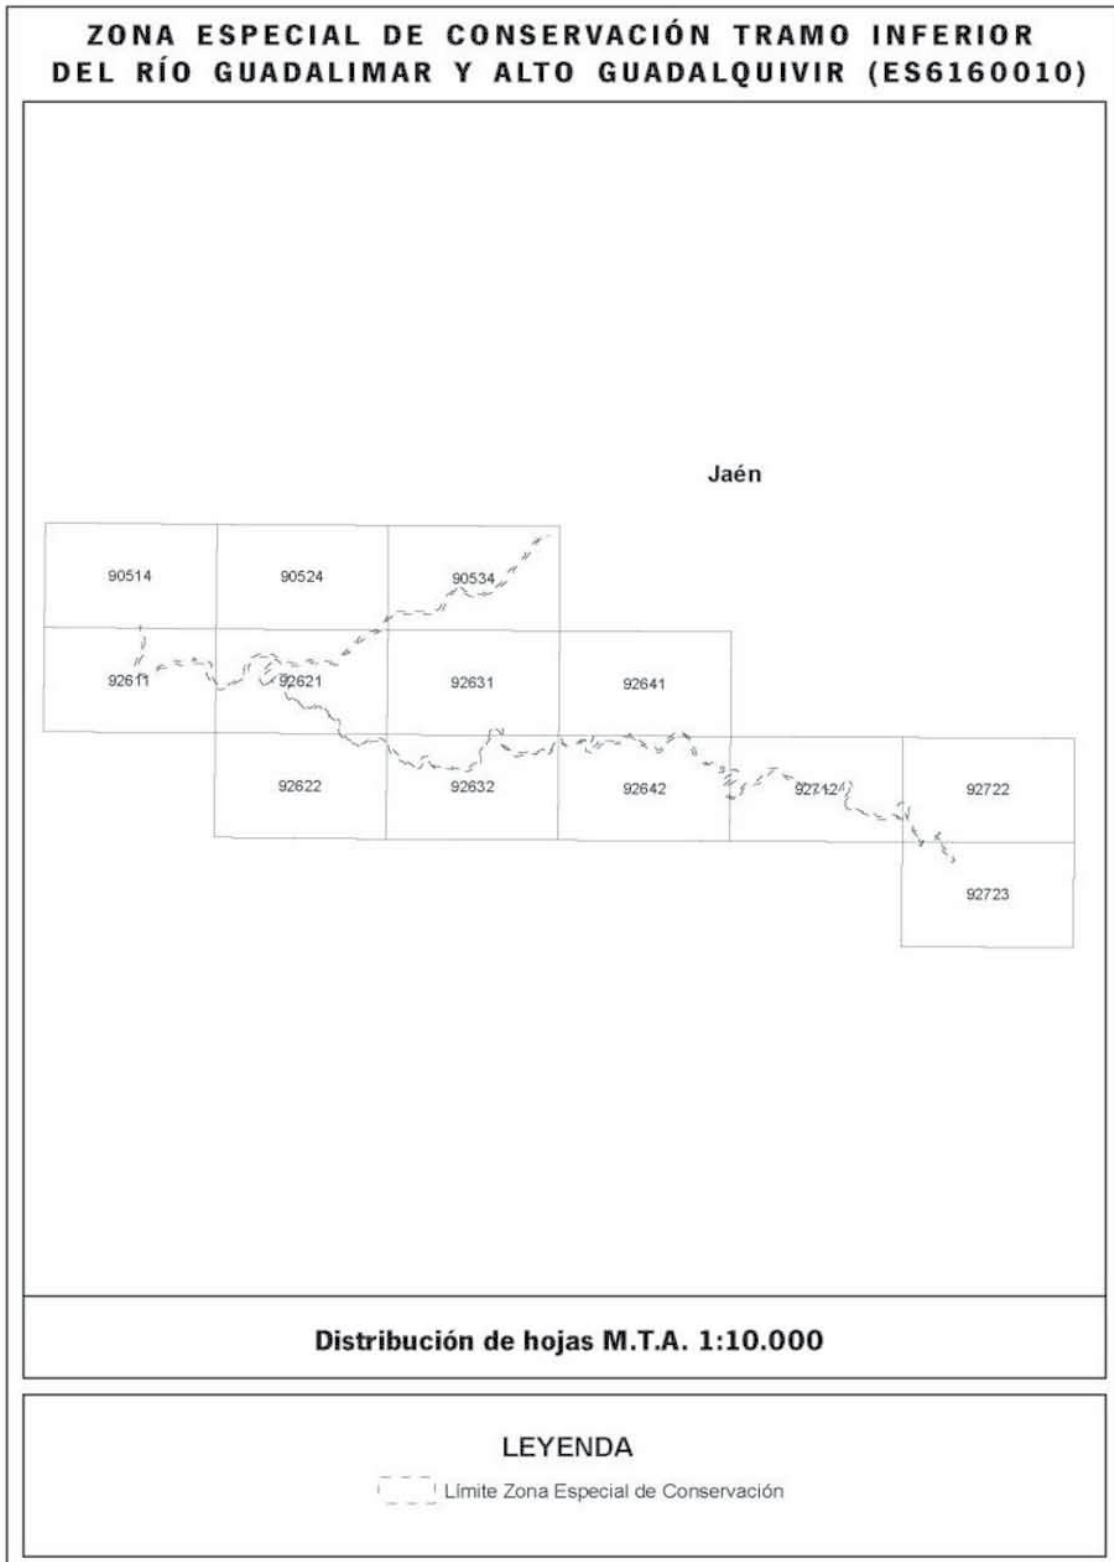 ZONA ESPECIAL DE CONSERVACIÓN TRAMO INFERIOR
DEL RÍO GUADALIMAR Y ALTO GUADALQUIVIR (ES6160010)
Jaén
90514 90524 90534
92611 92621 92631 92641
92622 92632 92642 92712 92722
92723
Distribución de hojas M.T.A. 1:10.000
LEYENDA
Límite Zona Especial de Conservación